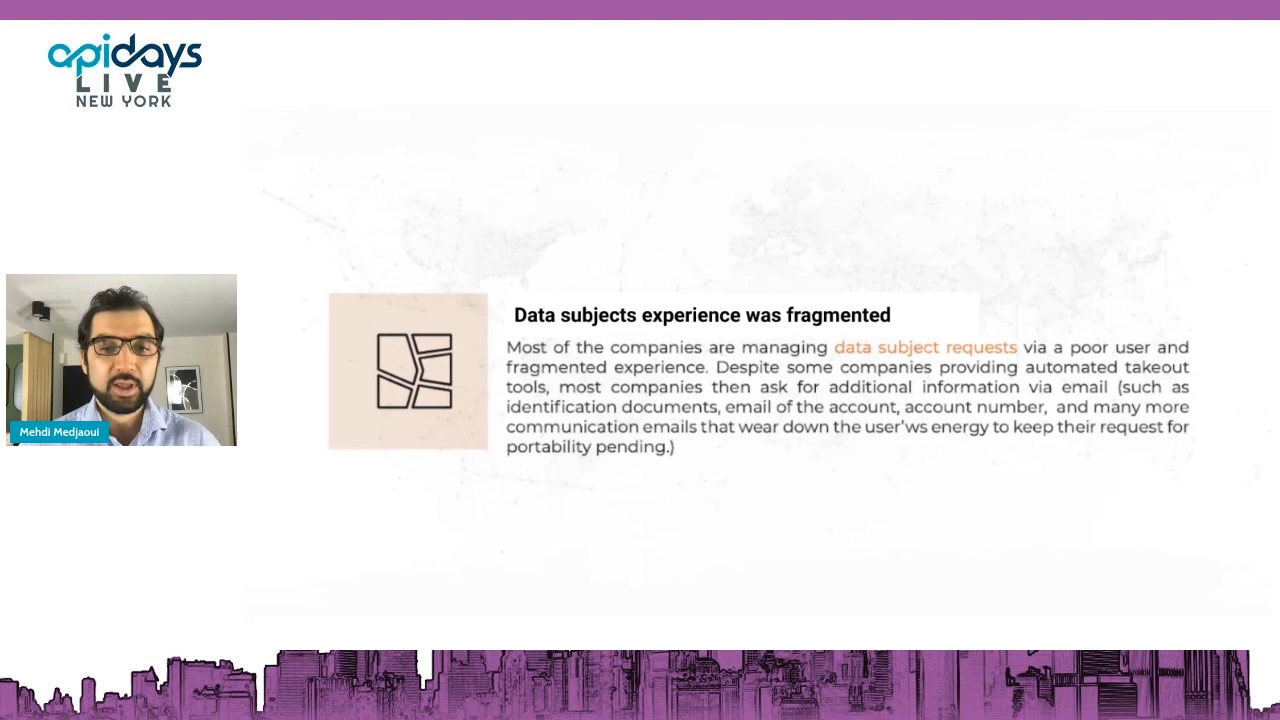 apidays
LIVE
NEW YORK
Data subjects experience was fragmented
Most of the companies are managing data subject requests via a poor user and
fragmented experience. Despite some companies providing automated takeout
tools, most companies then ask for additional information via email (such as
identification documents, email of the account, account number, and many more
communication emails that wear down the user'ws energy to keep their request for
portability pending.)
Mehdi Medjaoui